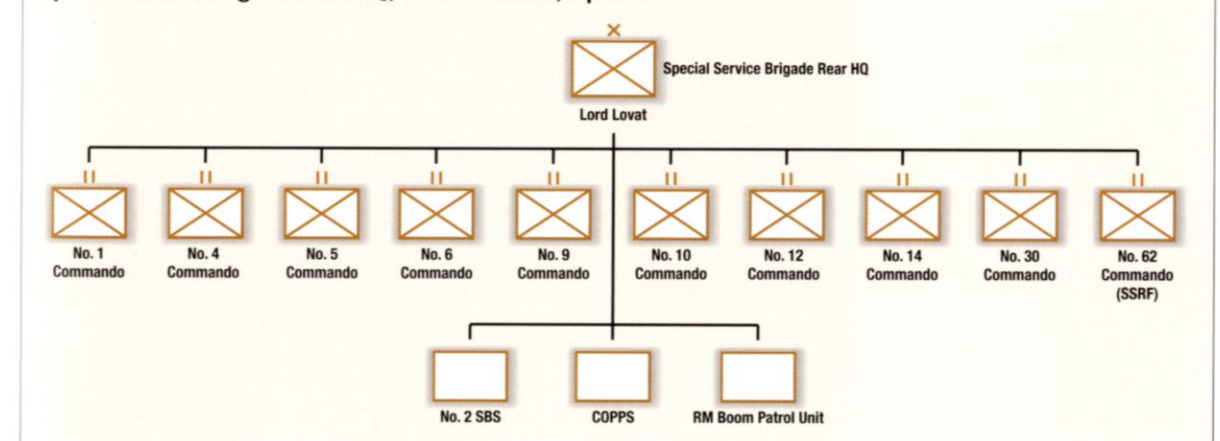 Special Service Brigade Rear HQ
Lord Lovat
No. 1
Commando
No. 4
Commando
No. 5
Commando
No. 6
Commando
No. 9
Commando
No. 10
Commando
No. 12
Commando
No. 14
Commando
No. 30
Commando
No. 62
Commando
(SSRF)
No. 2 SBS
COPPS
RM Boom Patrol Unit